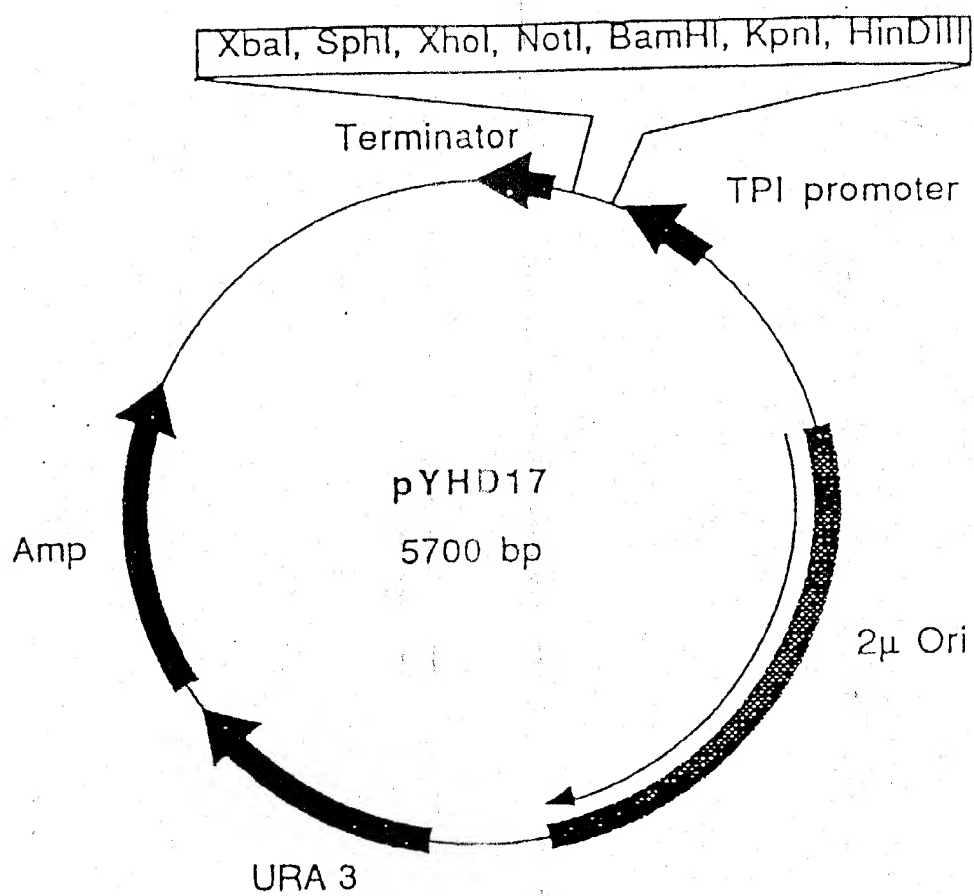 XbaI, SphI, XhoI, NotI, BamHI, KpnI, HinDIII
Terminator
TPI promoter
pYHD17
5700 bp
Amp
2µ Ori
URA 3